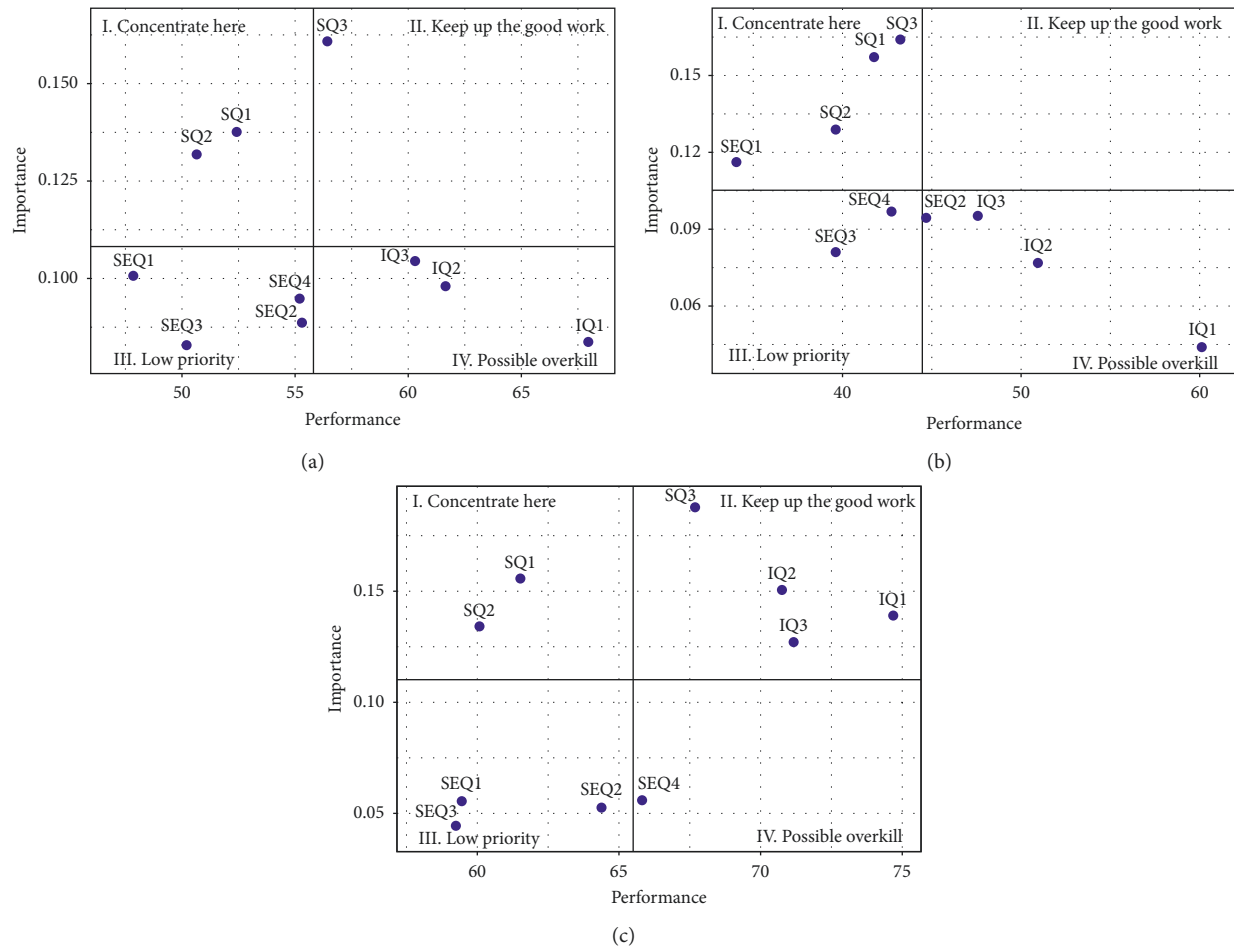 I. Concentrate here
SQ3
II. Keep up the good work
0.150
SQ1
SQ2
0.125
Importance
SEQ1
IQ3
IQ2
0.100
SEQ4
SEQ2
SEQ3
IQ1
III. Low priority
IV. Possible overkill
50
55
60
65
Performance
(a)
I. Concentrate here
SQ3
II. Keep up the good work
SQ1
0.15
SQ2
SEQ1
0.12
Importance
SEQ4
SEQ2
IQ3
0.09
SEQ3
IQ2
0.06
IQ1
III. Low priority
IV. Possible overkill
40
50
60
Performance
(b)
I. Concentrate here
SQ3
II. Keep up the good work
SQ1
IQ2
0.15
SQ2
IQ1
IQ3
Importance
0.10
SEQ1
SEQ2
SEQ4
0.05
SEQ3
III. Low priority
IV. Possible overkill
60
65
70
75
Performance
(c)